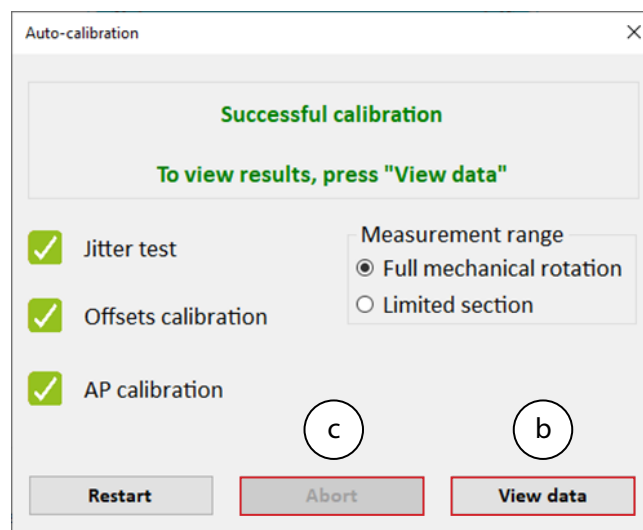 Auto-calibration
Successful calibration
To view results, press "View data"
Jitter test
Offsets calibration
AP calibration
Measurement range
Full mechanical rotation
Limited section
c
b
Restart
Abort
View data